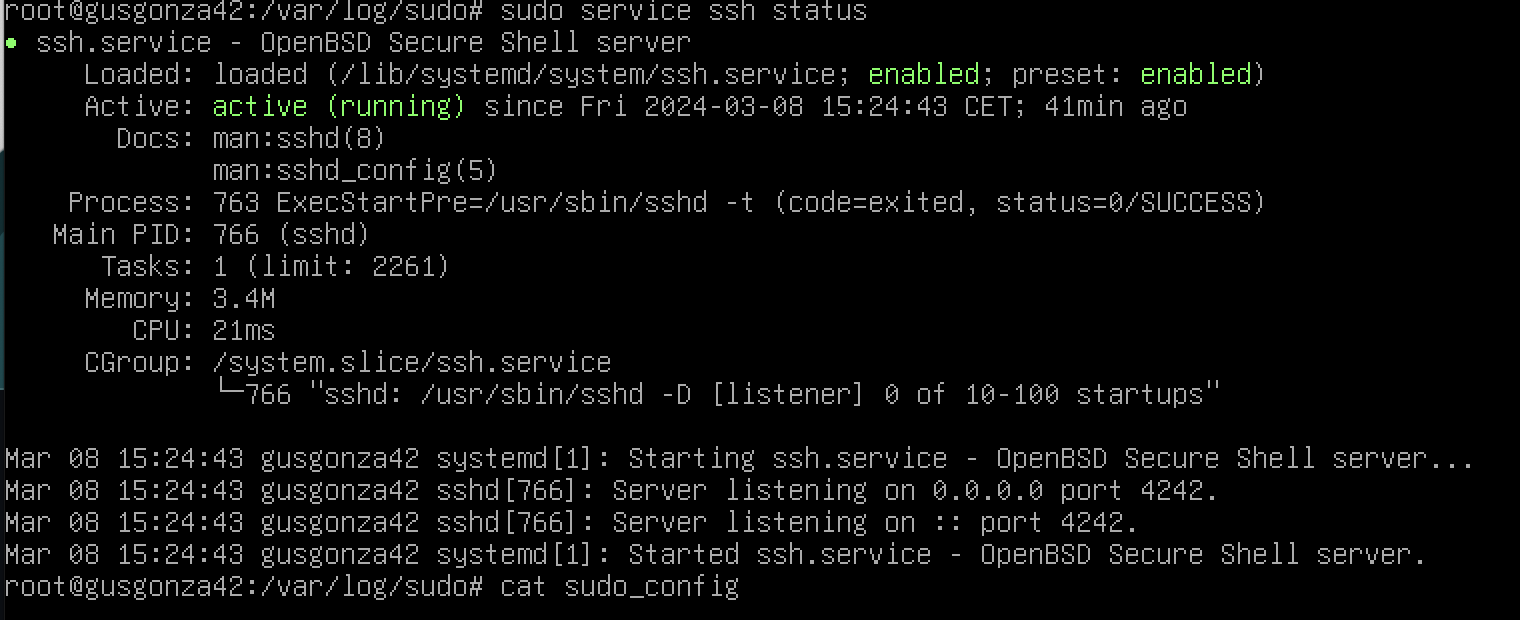 root@gusgonza42:/var/log/sudo# sudo service ssh status
● ssh.service - OpenBSD Secure Shell server
Loaded: loaded (/lib/systemd/system/ssh.service; enabled; preset: enabled)
Active: active (running) since Fri 2024-03-08 15:24:43 CET; 41min ago
Docs: man:sshd(8)
man:sshd_config(5)
Process: 763 ExecStartPre=/usr/sbin/sshd -t (code=exited, status=0/SUCCESS)
Main PID: 766 (sshd)
Tasks: 1 (limit: 2261)
Memory: 3.4M
CPU: 21ms
CGroup: /system.slice/ssh.service
└─766 "sshd: /usr/sbin/sshd -D [listener] 0 of 10-100 startups"
Mar 08 15:24:43 gusgonza42 systemd[1]: Starting ssh.service - OpenBSD Secure Shell server...
Mar 08 15:24:43 gusgonza42 sshd[766]: Server listening on 0.0.0.0 port 4242.
Mar 08 15:24:43 gusgonza42 sshd[766]: Server listening on :: port 4242.
Mar 08 15:24:43 gusgonza42 systemd[1]: Started ssh.service - OpenBSD Secure Shell server.
root@gusgonza42:/var/log/sudo# cat sudo_config